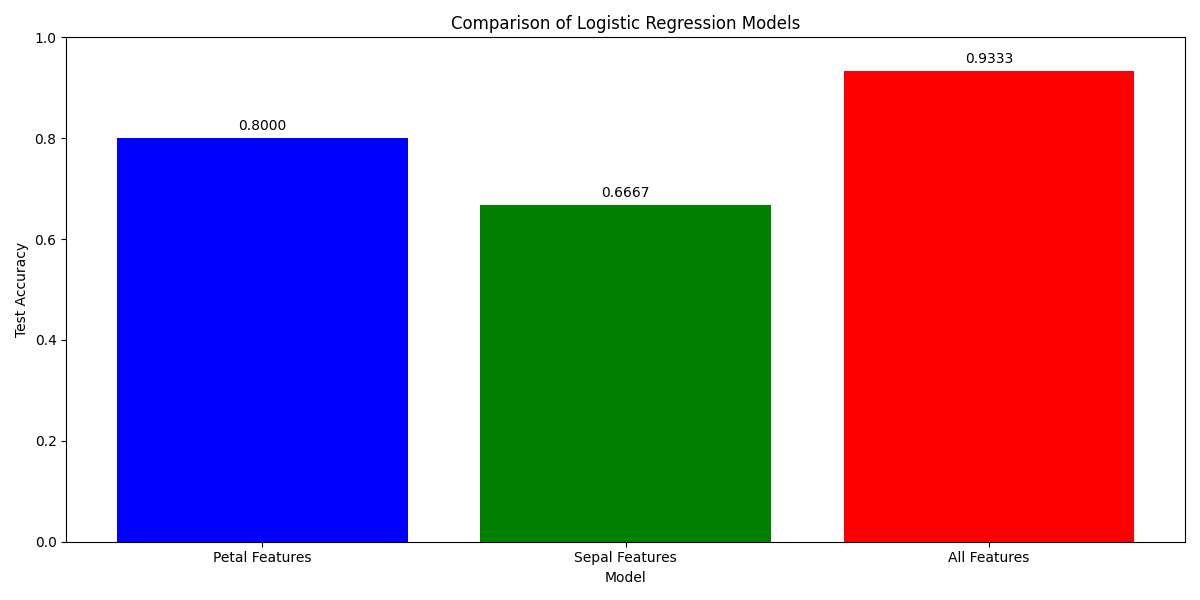 Comparison of Logistic Regression Models
Test Accuracy
1.0
0.8
0.6
0.4
0.2
0.0
0.8000
0.6667
0.9333
Petal Features
Sepal Features
All Features
Model